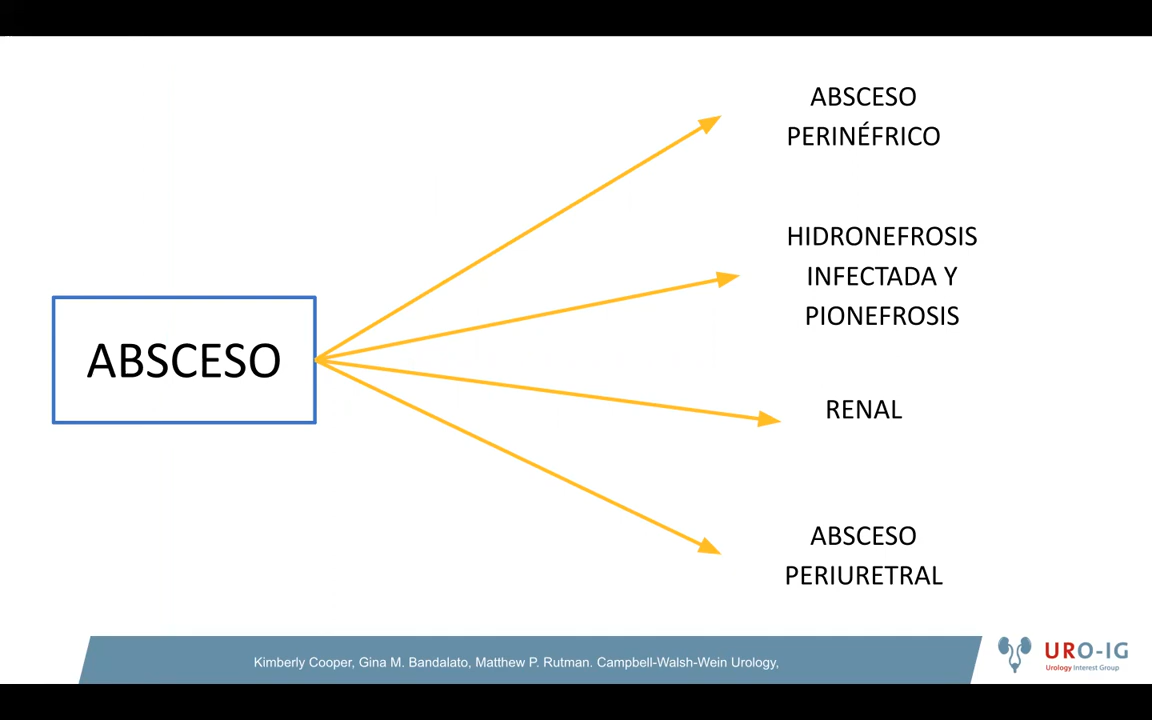 ABSCESO
PERINÉFRICO
HIDRONEFROSIS
INFECTADA Y
PIONEFROSIS
ABSCESO
RENAL
ABSCESO
PERIURETRAL
Kimberly Cooper, Gina M. Bandalato, Matthew P. Rutman. Campbell-Walsh-Wein Urology,
URO-IG
Urology Interest Group